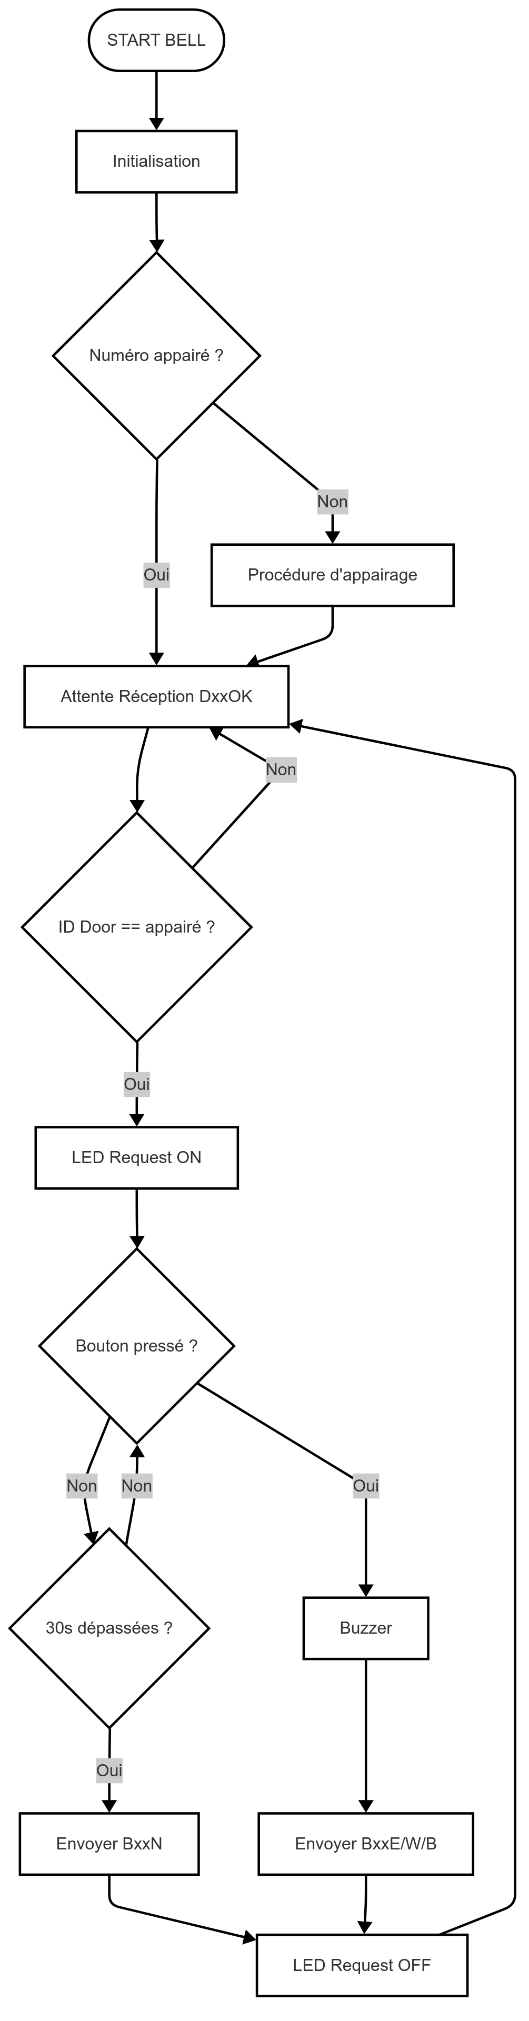 START BELL
Initialisation
Numéro appairé ?
Non
Oui
Procédure d'appairage
Attente Réception DxxOK
Non
ID Door == appairé ?
Oui
LED Request ON
Bouton pressé ?
Non
Non
Oui
30s dépassées ?
Buzzer
Oui
Envoyer BxxN
Envoyer BxxE/W/B
LED Request OFF